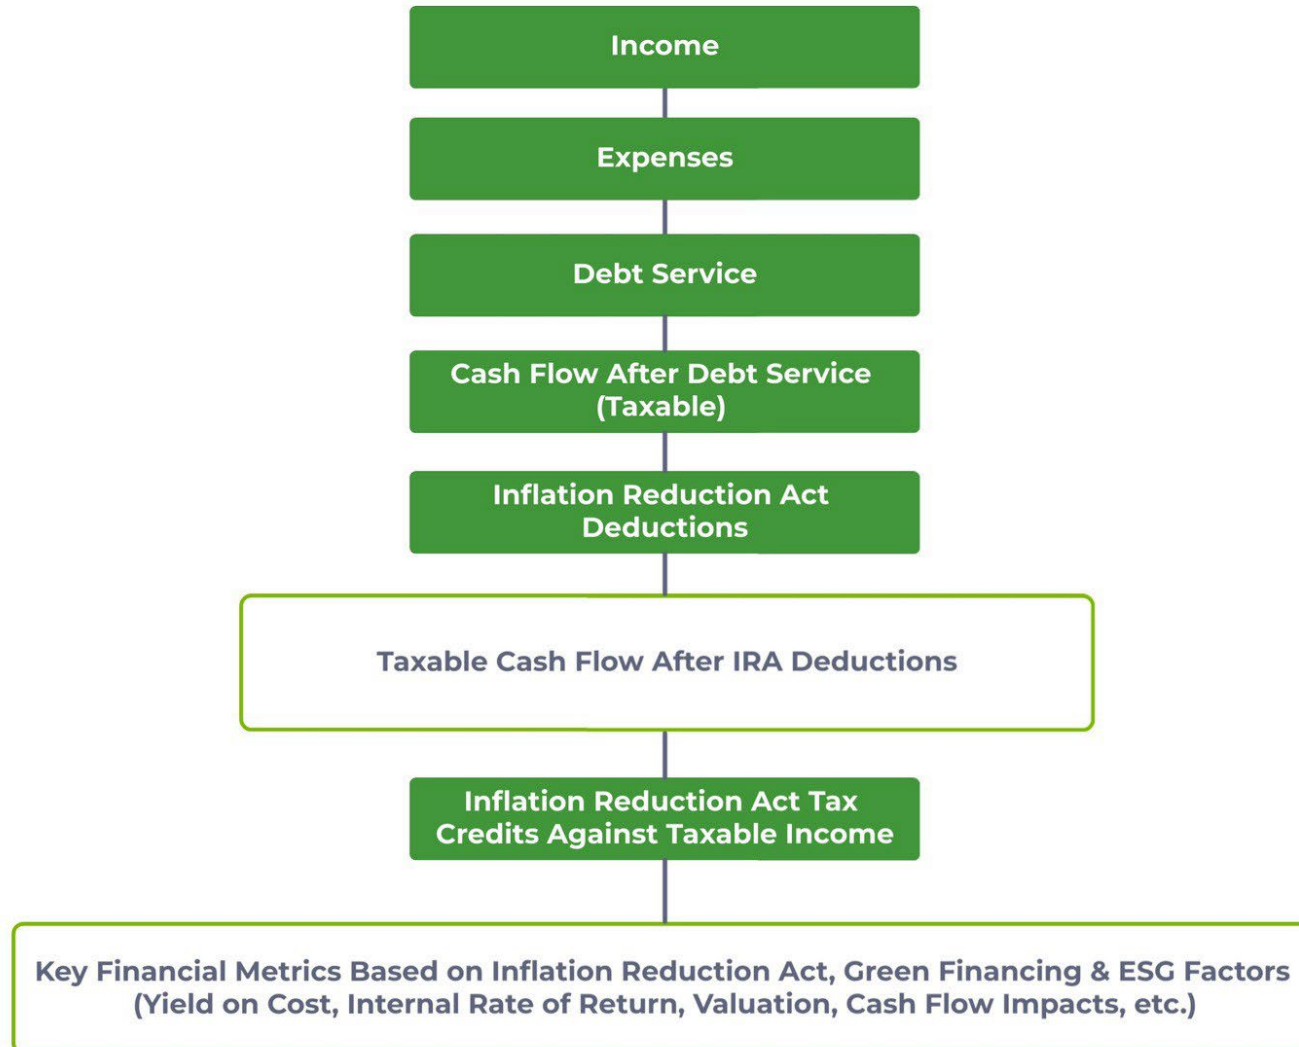 Income
Expenses
Debt Service
Cash Flow After Debt Service
(Taxable)
Inflation Reduction Act
Deductions
Taxable Cash Flow After IRA Deductions
Inflation Reduction Act Tax
Credits Against Taxable Income
Key Financial Metrics Based on Inflation Reduction Act, Green Financing & ESG Factors
(Yield on Cost, Internal Rate of Return, Valuation, Cash Flow Impacts, etc.)